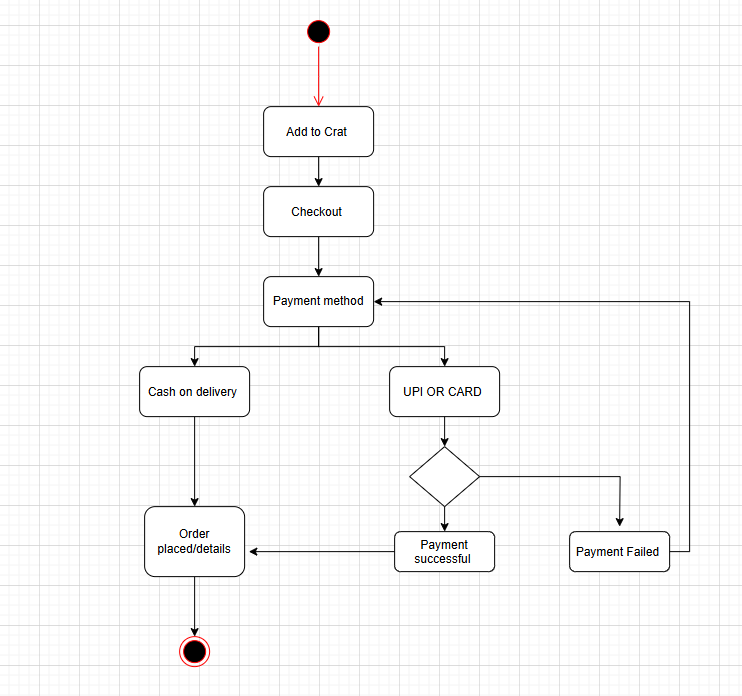 Add to Crat
Checkout
Payment method
Cash on delivery
UPI OR CARD
Order
placed/details
Payment
successful
Payment Failed